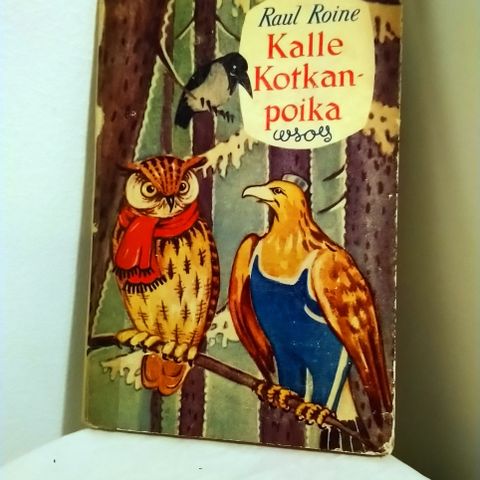 Raul Roine
Kalle
Kotkan-
poika
WSOY